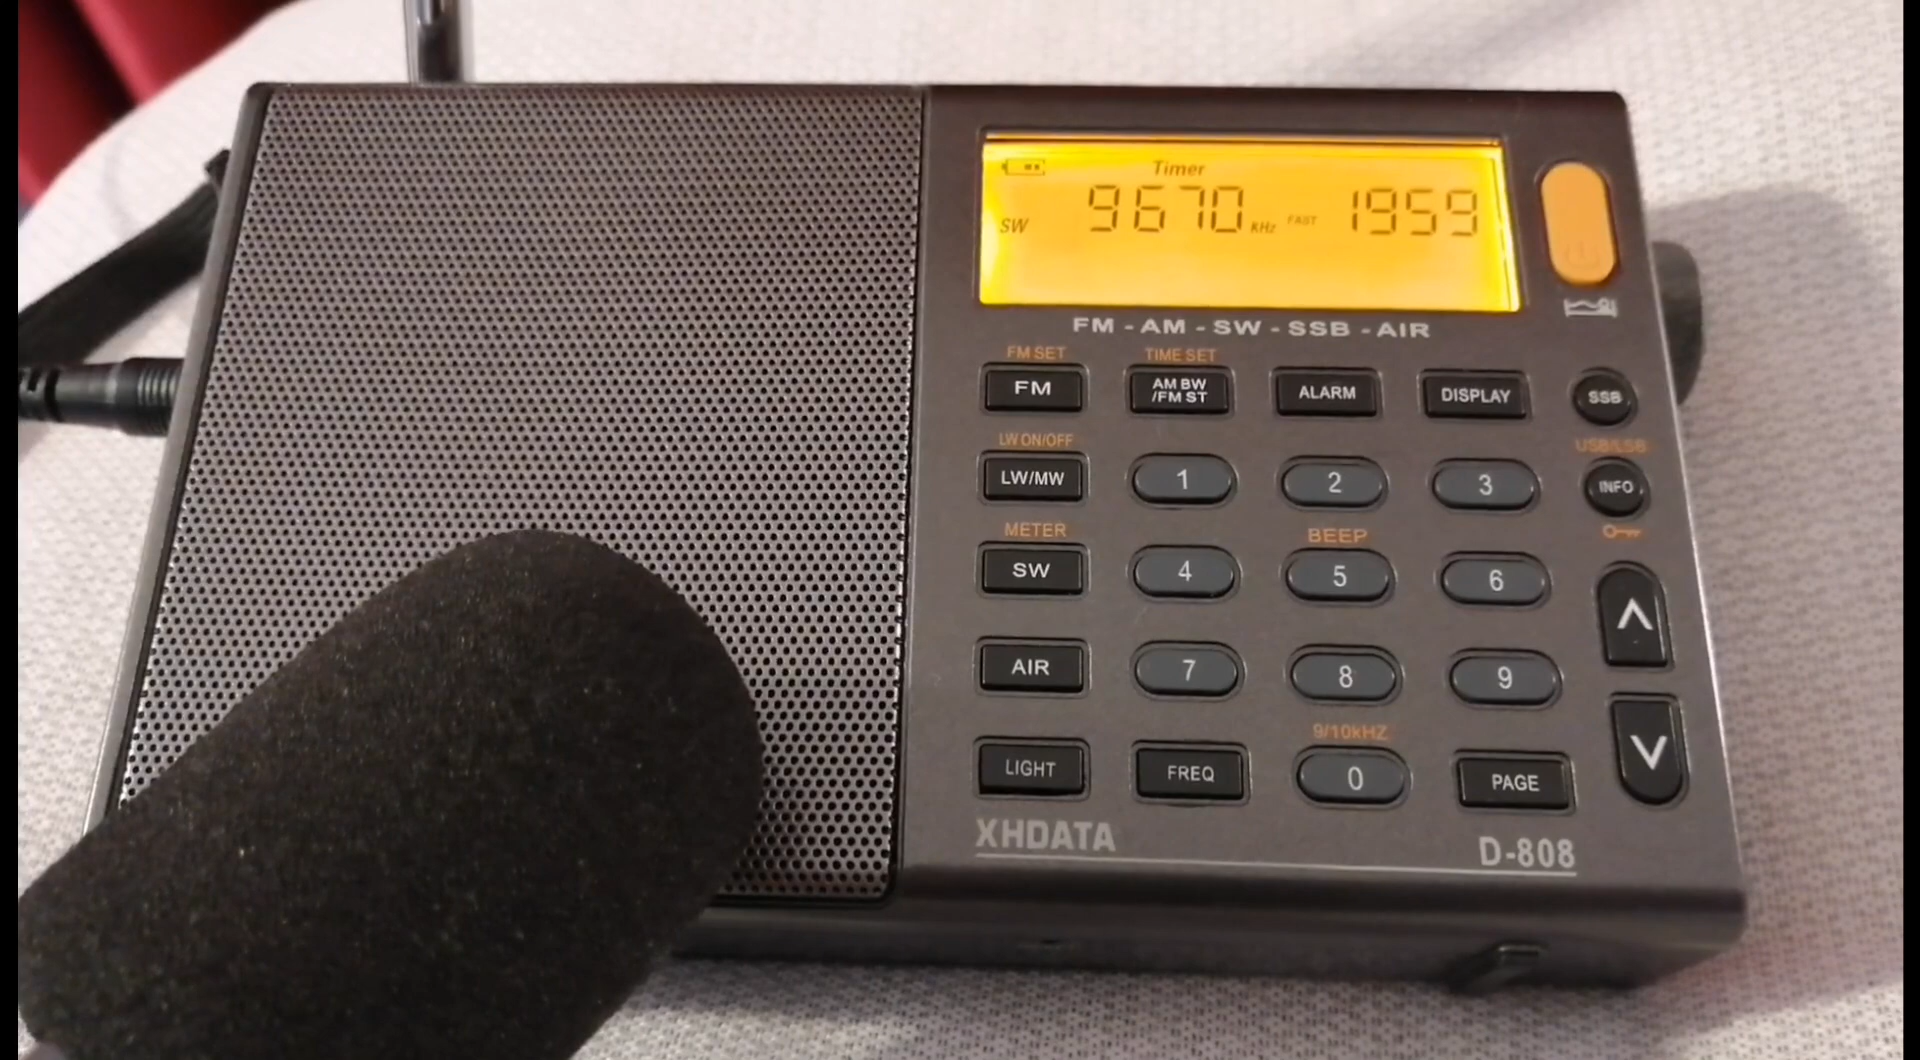 Timer
SW 9670 kHz FAST 1959
FM - AM - SW - SSB - AIR
FM SET TIME SET
FM AM BW /FM ST ALARM DISPLAY SSB
LW ON/OFF USB/LSB
LW/MW 1 2 3 INFO
METER BEEP
SW 4 5 6
AIR 7 8 9
9/10kHZ
LIGHT FREQ 0 PAGE
XHDATA D-808